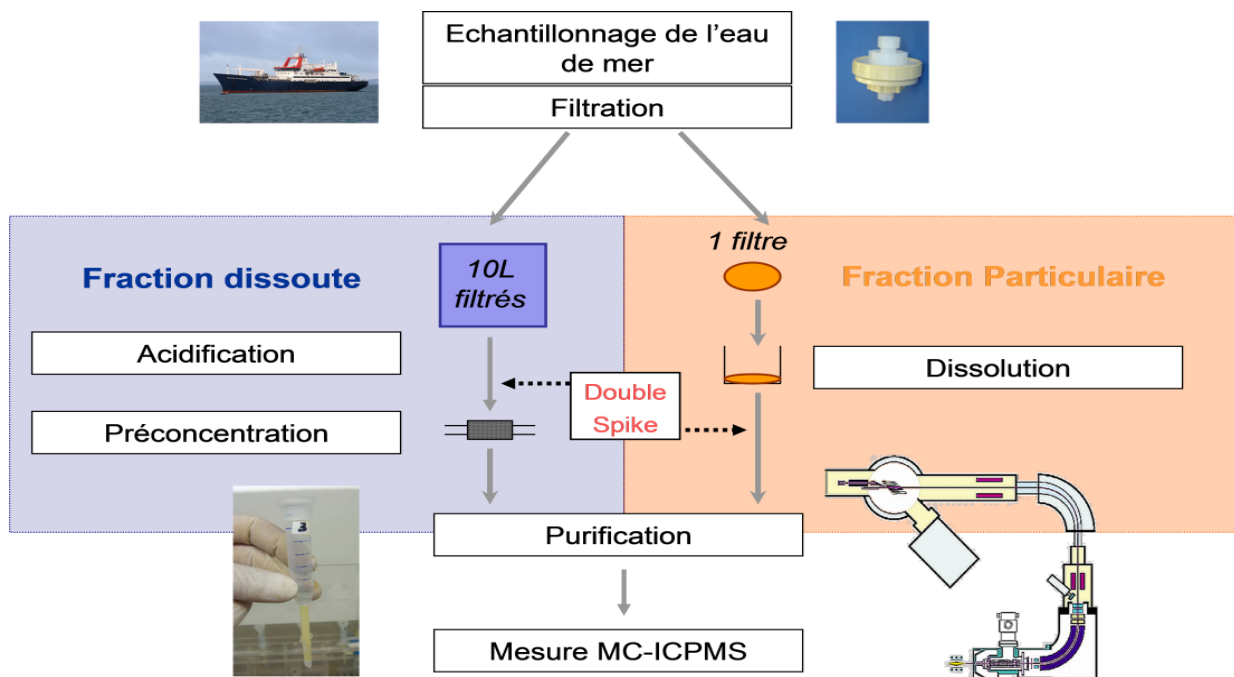 Echantillonnage de l’eau
de mer
Filtration
1 filtre
Fraction dissoute
10L
filtrés
Fraction Particulaire
Acidification
Dissolution
Double
Spike
Préconcentration
3
Purification
Mesure MC-ICPMS